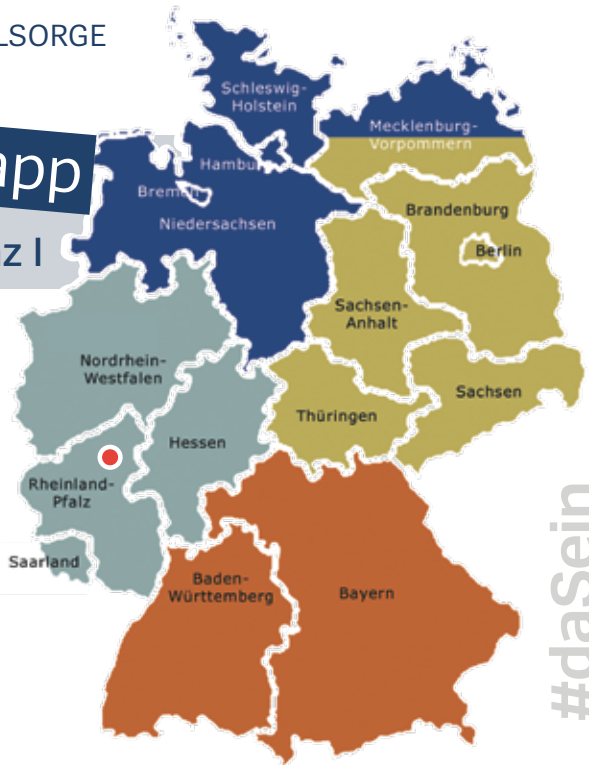 LSORGE
Schleswig-
Holstein
Mecklenburg-
Vorpommern
app
Hamburg
Bremen
Brandenburg
z I
Niedersachsen
Berlin
Sachsen-
Anhalt
Nordrhein-
Westfalen
Sachsen
Thüringen
Hessen
Rheinland-
Pfalz
Saarland
Baden-
Württemberg
Bayern
#daSein